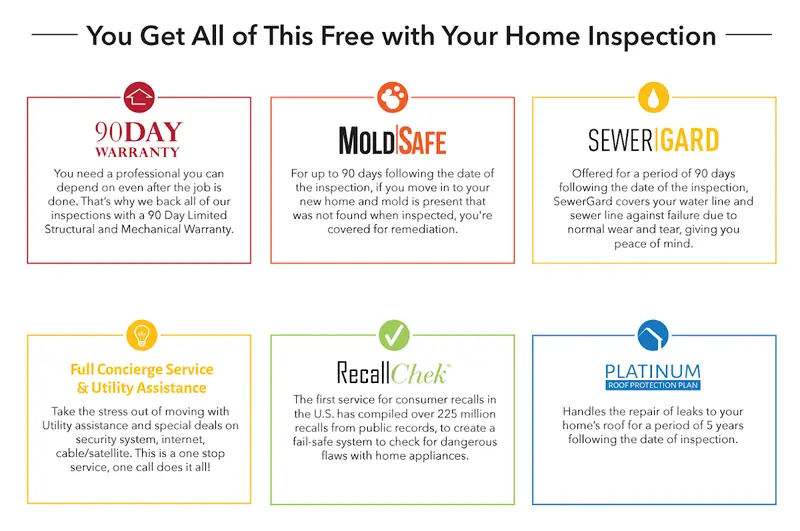 You Get All of This Free with Your Home Inspection
90DAY
WARRANTY
You need a professional you can
depend on even after the job is
done. That's why we back all of our
inspections with a 90 Day Limited
Structural and Mechanical Warranty.
MOLD|SAFE
For up to 90 days following the date of
the inspection, if you move in to your
new home and mold is present that
was not found when inspected, you're
covered for remediation.
SEWER|GARD
Offered for a period of 90 days
following the date of the inspection,
SewerGard covers your water line and
sewer line against failure due to
normal wear and tear, giving you
peace of mind.
Full Concierge Service
& Utility Assistance
Take the stress out of moving with
Utility assistance and special deals on
security system, internet,
cable/satellite. This is a one stop
service, one call does it all!
RecallChek®
The first service for consumer recalls in
the U.S. has compiled over 225 million
recalls from public records, to create a
fail-safe system to check for dangerous
flaws with home appliances.
PLATINUM
ROOF PROTECTION PLAN
Handles the repair of leaks to your
home's roof for a period of 5 years
following the date of inspection.